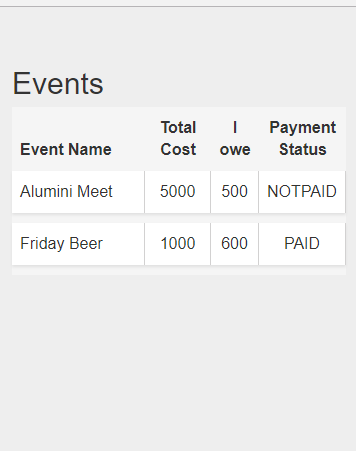 Events
Event Name Total Cost I owe Payment Status
Alumini Meet 5000 500 NOTPAID
Friday Beer 1000 600 PAID